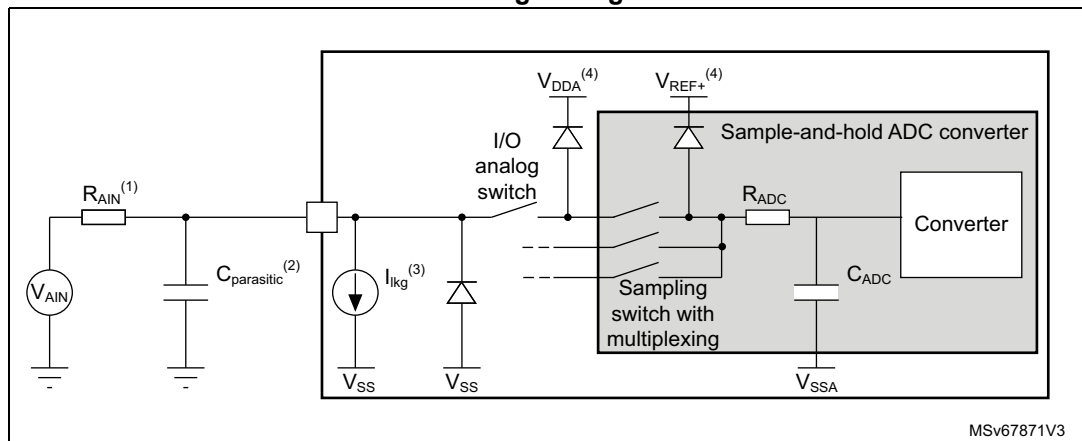 V_DDA^(4)
V_REF+^(4)
Sample-and-hold ADC converter
I/O
analog
switch
R_AIN^(1)
R_ADC
Converter
V_AIN
C_parasitic^(2)
I_lkg^(3)
C_ADC
Sampling
switch with
multiplexing
V_SS
V_SS
V_SSA
MSv67871V3